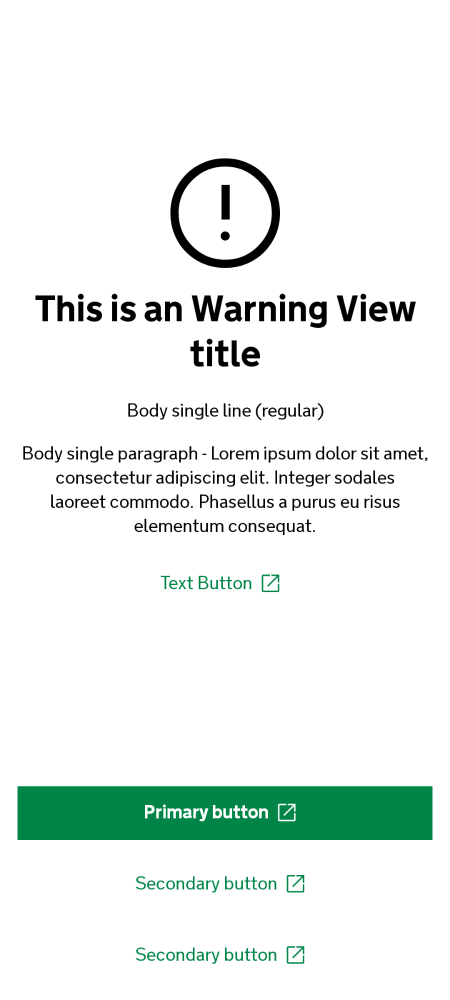 This is an Warning View
title
Body single line (regular)
Body single paragraph - Lorem ipsum dolor sit amet,
consectetur adipiscing elit. Integer sodales
laoreet commodo. Phasellus a purus eu risus
elementum consequat.
Text Button
Primary button
Secondary button
Secondary button